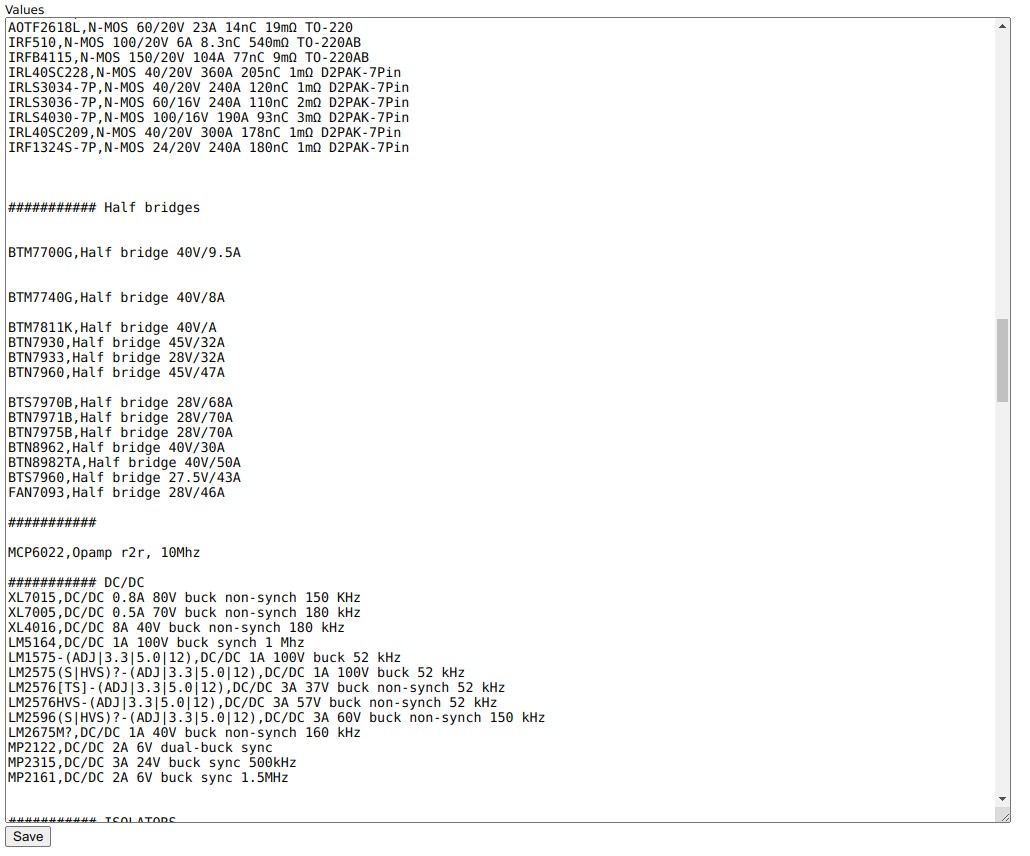 Values
AOTF2618L,N-MOS 60/20V 23A 14nC 19mΩ TO-220
IRF510,N-MOS 100/20V 6A 8.3nC 540mΩ TO-220AB
IRFB4115,N-MOS 150/20V 104A 77nC 9mΩ TO-220AB
IRL40SC228,N-MOS 40/20V 360A 205nC 1mΩ D2PAK-7Pin
IRLS3034-7P,N-MOS 40/20V 240A 120nC 1mΩ D2PAK-7Pin
IRLS3036-7P,N-MOS 60/16V 240A 110nC 2mΩ D2PAK-7Pin
IRLS4030-7P,N-MOS 100/16V 190A 93nC 3mΩ D2PAK-7Pin
IRL40SC209,N-MOS 40/20V 300A 178nC 1mΩ D2PAK-7Pin
IRF1324S-7P,N-MOS 24/20V 240A 180nC 1mΩ D2PAK-7Pin
########### Half bridges
BTM7700G,Half bridge 40V/9.5A
BTM7740G,Half bridge 40V/8A
BTM7811K,Half bridge 40V/A
BTN7930,Half bridge 45V/32A
BTN7933,Half bridge 28V/32A
BTN7960,Half bridge 45V/47A
BTS7970B,Half bridge 28V/68A
BTN7971B,Half bridge 28V/70A
BTN7975B,Half bridge 28V/70A
BTN8962,Half bridge 40V/30A
BTN8982TA,Half bridge 40V/50A
BTS7960,Half bridge 27.5V/43A
FAN7093,Half bridge 28V/46A
###########
MCP6022,Opamp r2r, 10Mhz
########### DC/DC
XL7015,DC/DC 0.8A 80V buck non-synch 150 KHz
XL7005,DC/DC 0.5A 70V buck non-synch 180 kHz
XL4016,DC/DC 8A 40V buck non-synch 180 kHz
LM5164,DC/DC 1A 100V buck synch 1 Mhz
LM1575-(ADJ|3.3|5.0|12),DC/DC 1A 100V buck 52 kHz
LM2575(S|HVS)?-(ADJ|3.3|5.0|12),DC/DC 1A 100V buck 52 kHz
LM2576[TS]-(ADJ|3.3|5.0|12),DC/DC 3A 37V buck non-synch 52 kHz
LM2576HVS-(ADJ|3.3|5.0|12),DC/DC 3A 57V buck non-synch 52 kHz
LM2596(S|HVS)?-(ADJ|3.3|5.0|12),DC/DC 3A 60V buck non-synch 150 kHz
LM2675M?,DC/DC 1A 40V buck non-synch 160 kHz
MP2122,DC/DC 2A 6V dual-buck sync
MP2315,DC/DC 3A 24V buck sync 500kHz
MP2161,DC/DC 2A 6V buck sync 1.5MHz
########### ISOLATORS
Save